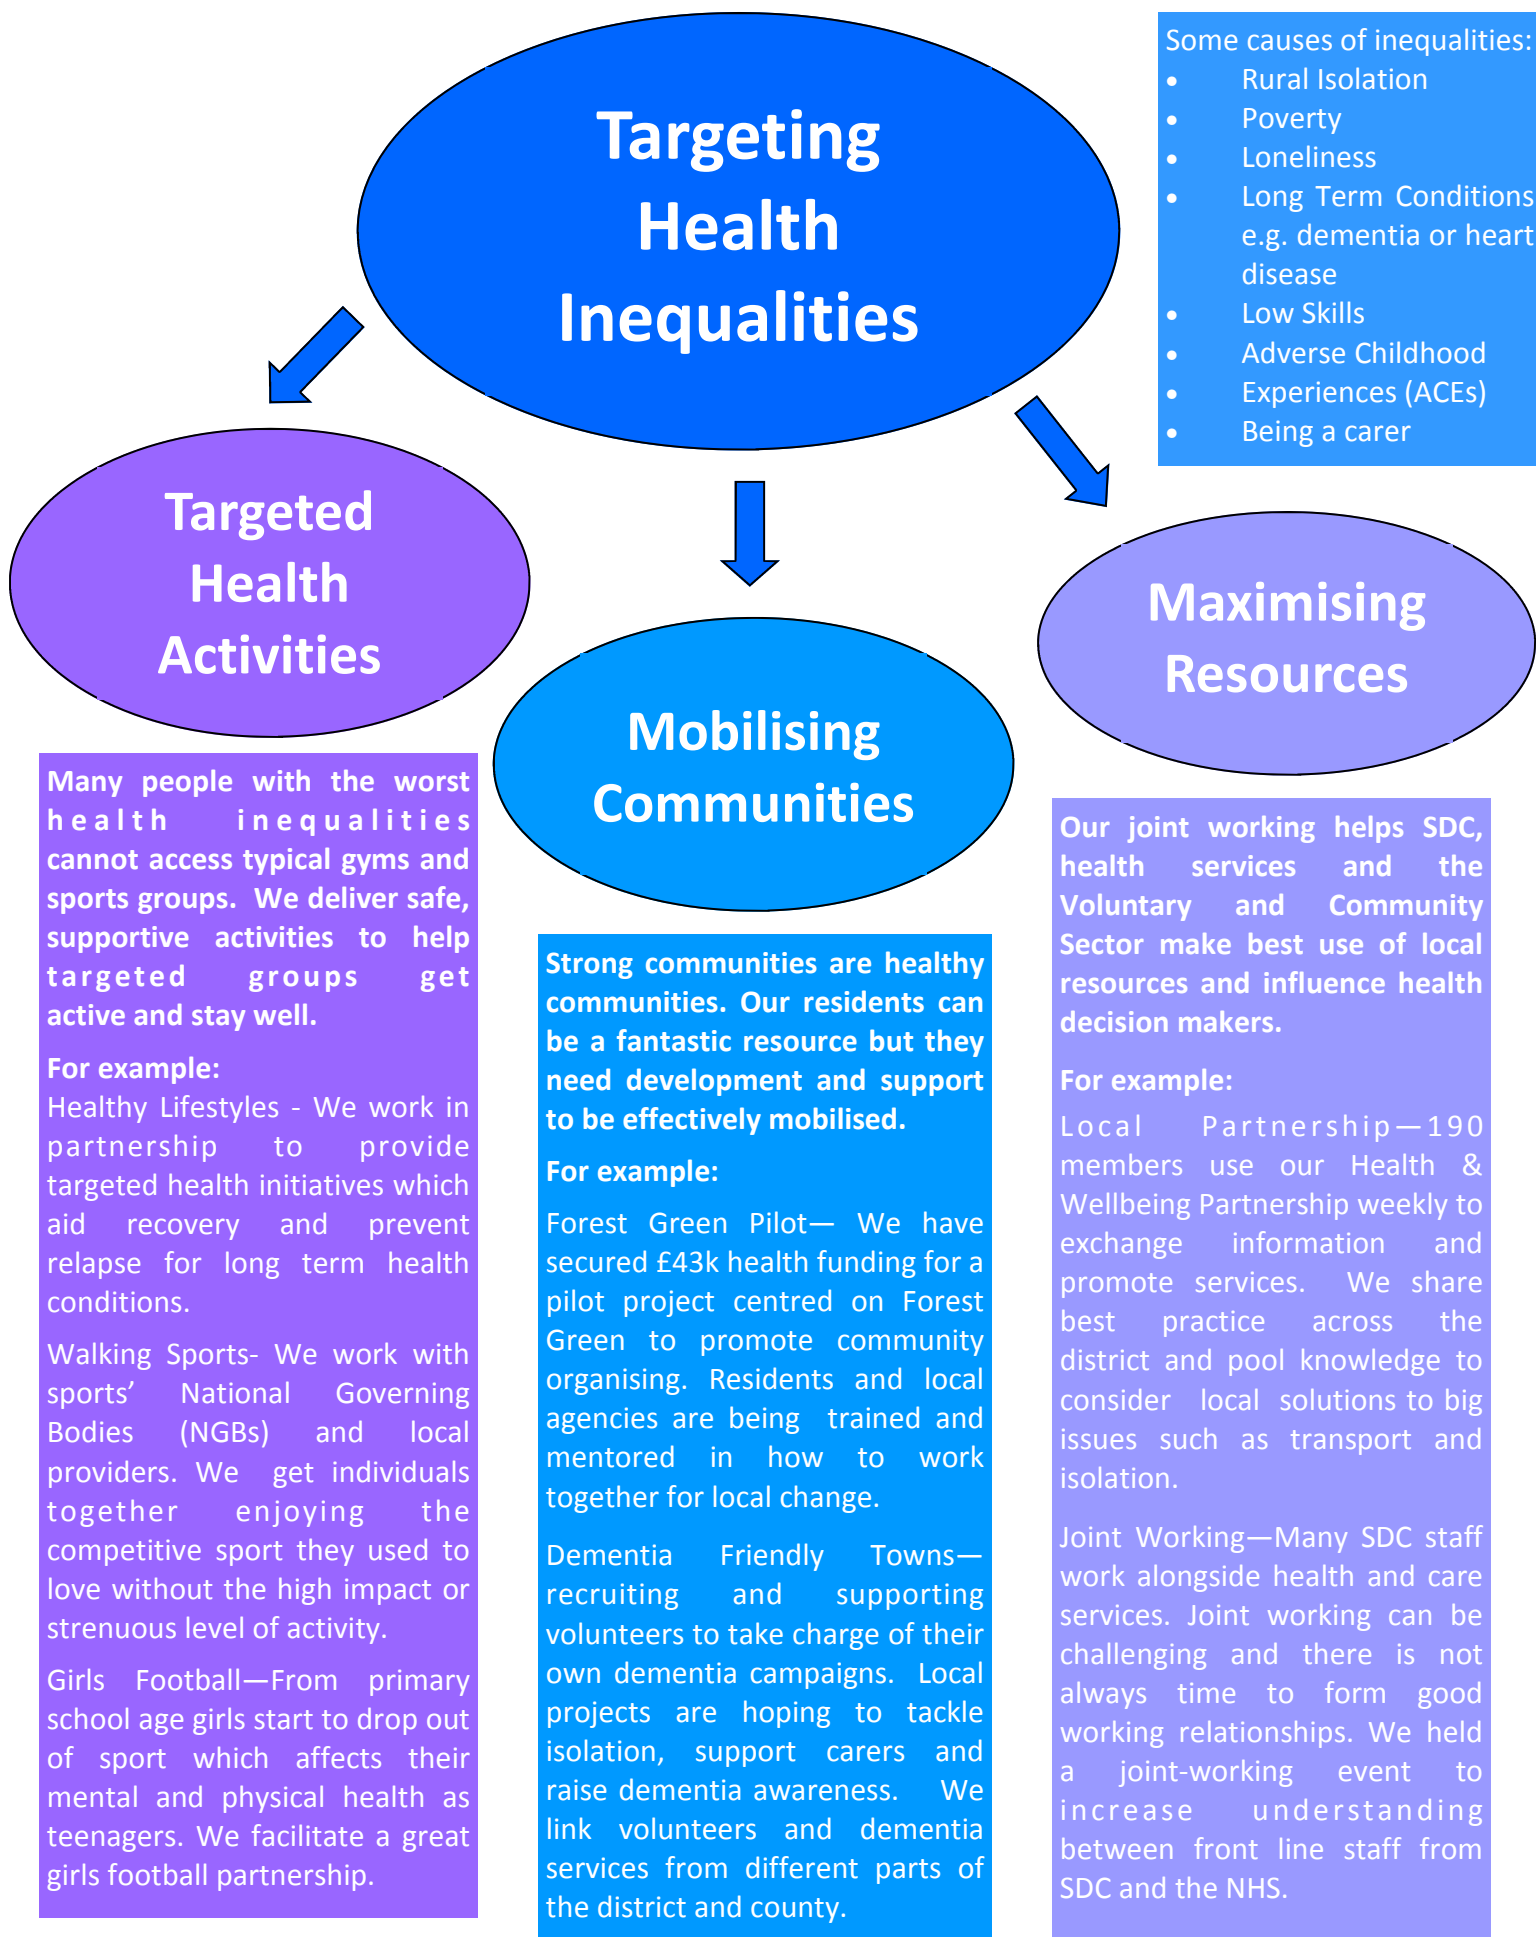 Targeting
Health
Inequalities
Some causes of inequalities:
• Rural Isolation
• Poverty
• Loneliness
• Long Term Conditions
e.g. dementia or heart
disease
• Low Skills
• Adverse Childhood
• Experiences (ACEs)
• Being a carer
Targeted
Health
Activities
Many people with the worst
health inequalities
cannot access typical gyms and
sports groups. We deliver safe,
supportive activities to help
targeted groups get
active and stay well.
For example:
Healthy Lifestyles - We work in
partnership to provide
targeted health initiatives which
aid recovery and prevent
relapse for long term health
conditions.
Walking Sports- We work with
sports’ National Governing
Bodies (NGBs) and local
providers. We get individuals
together enjoying the
competitive sport they used to
love without the high impact or
strenuous level of activity.
Girls Football—From primary
school age girls start to drop out
of sport which affects their
mental and physical health as
teenagers. We facilitate a great
girls football partnership.
Mobilising
Communities
Strong communities are healthy
communities. Our residents can
be a fantastic resource but they
need development and support
to be effectively mobilised.
For example:
Forest Green Pilot— We have
secured £43k health funding for a
pilot project centred on Forest
Green to promote community
organising. Residents and local
agencies are being trained and
mentored in how to work
together for local change.
Dementia Friendly Towns—
recruiting and supporting
volunteers to take charge of their
own dementia campaigns. Local
projects are hoping to tackle
isolation, support carers and
raise dementia awareness. We
link volunteers and dementia
services from different parts of
the district and county.
Maximising
Resources
Our joint working helps SDC,
health services and the
Voluntary and Community
Sector make best use of local
resources and influence health
decision makers.
For example:
Local Partnership—190
members use our Health &
Wellbeing Partnership weekly to
exchange information and
promote services. We share
best practice across the
district and pool knowledge to
consider local solutions to big
issues such as transport and
isolation.
Joint Working—Many SDC staff
work alongside health and care
services. Joint working can be
challenging and there is not
always time to form good
working relationships. We held
a joint-working event to
increase understanding
between front line staff from
SDC and the NHS.